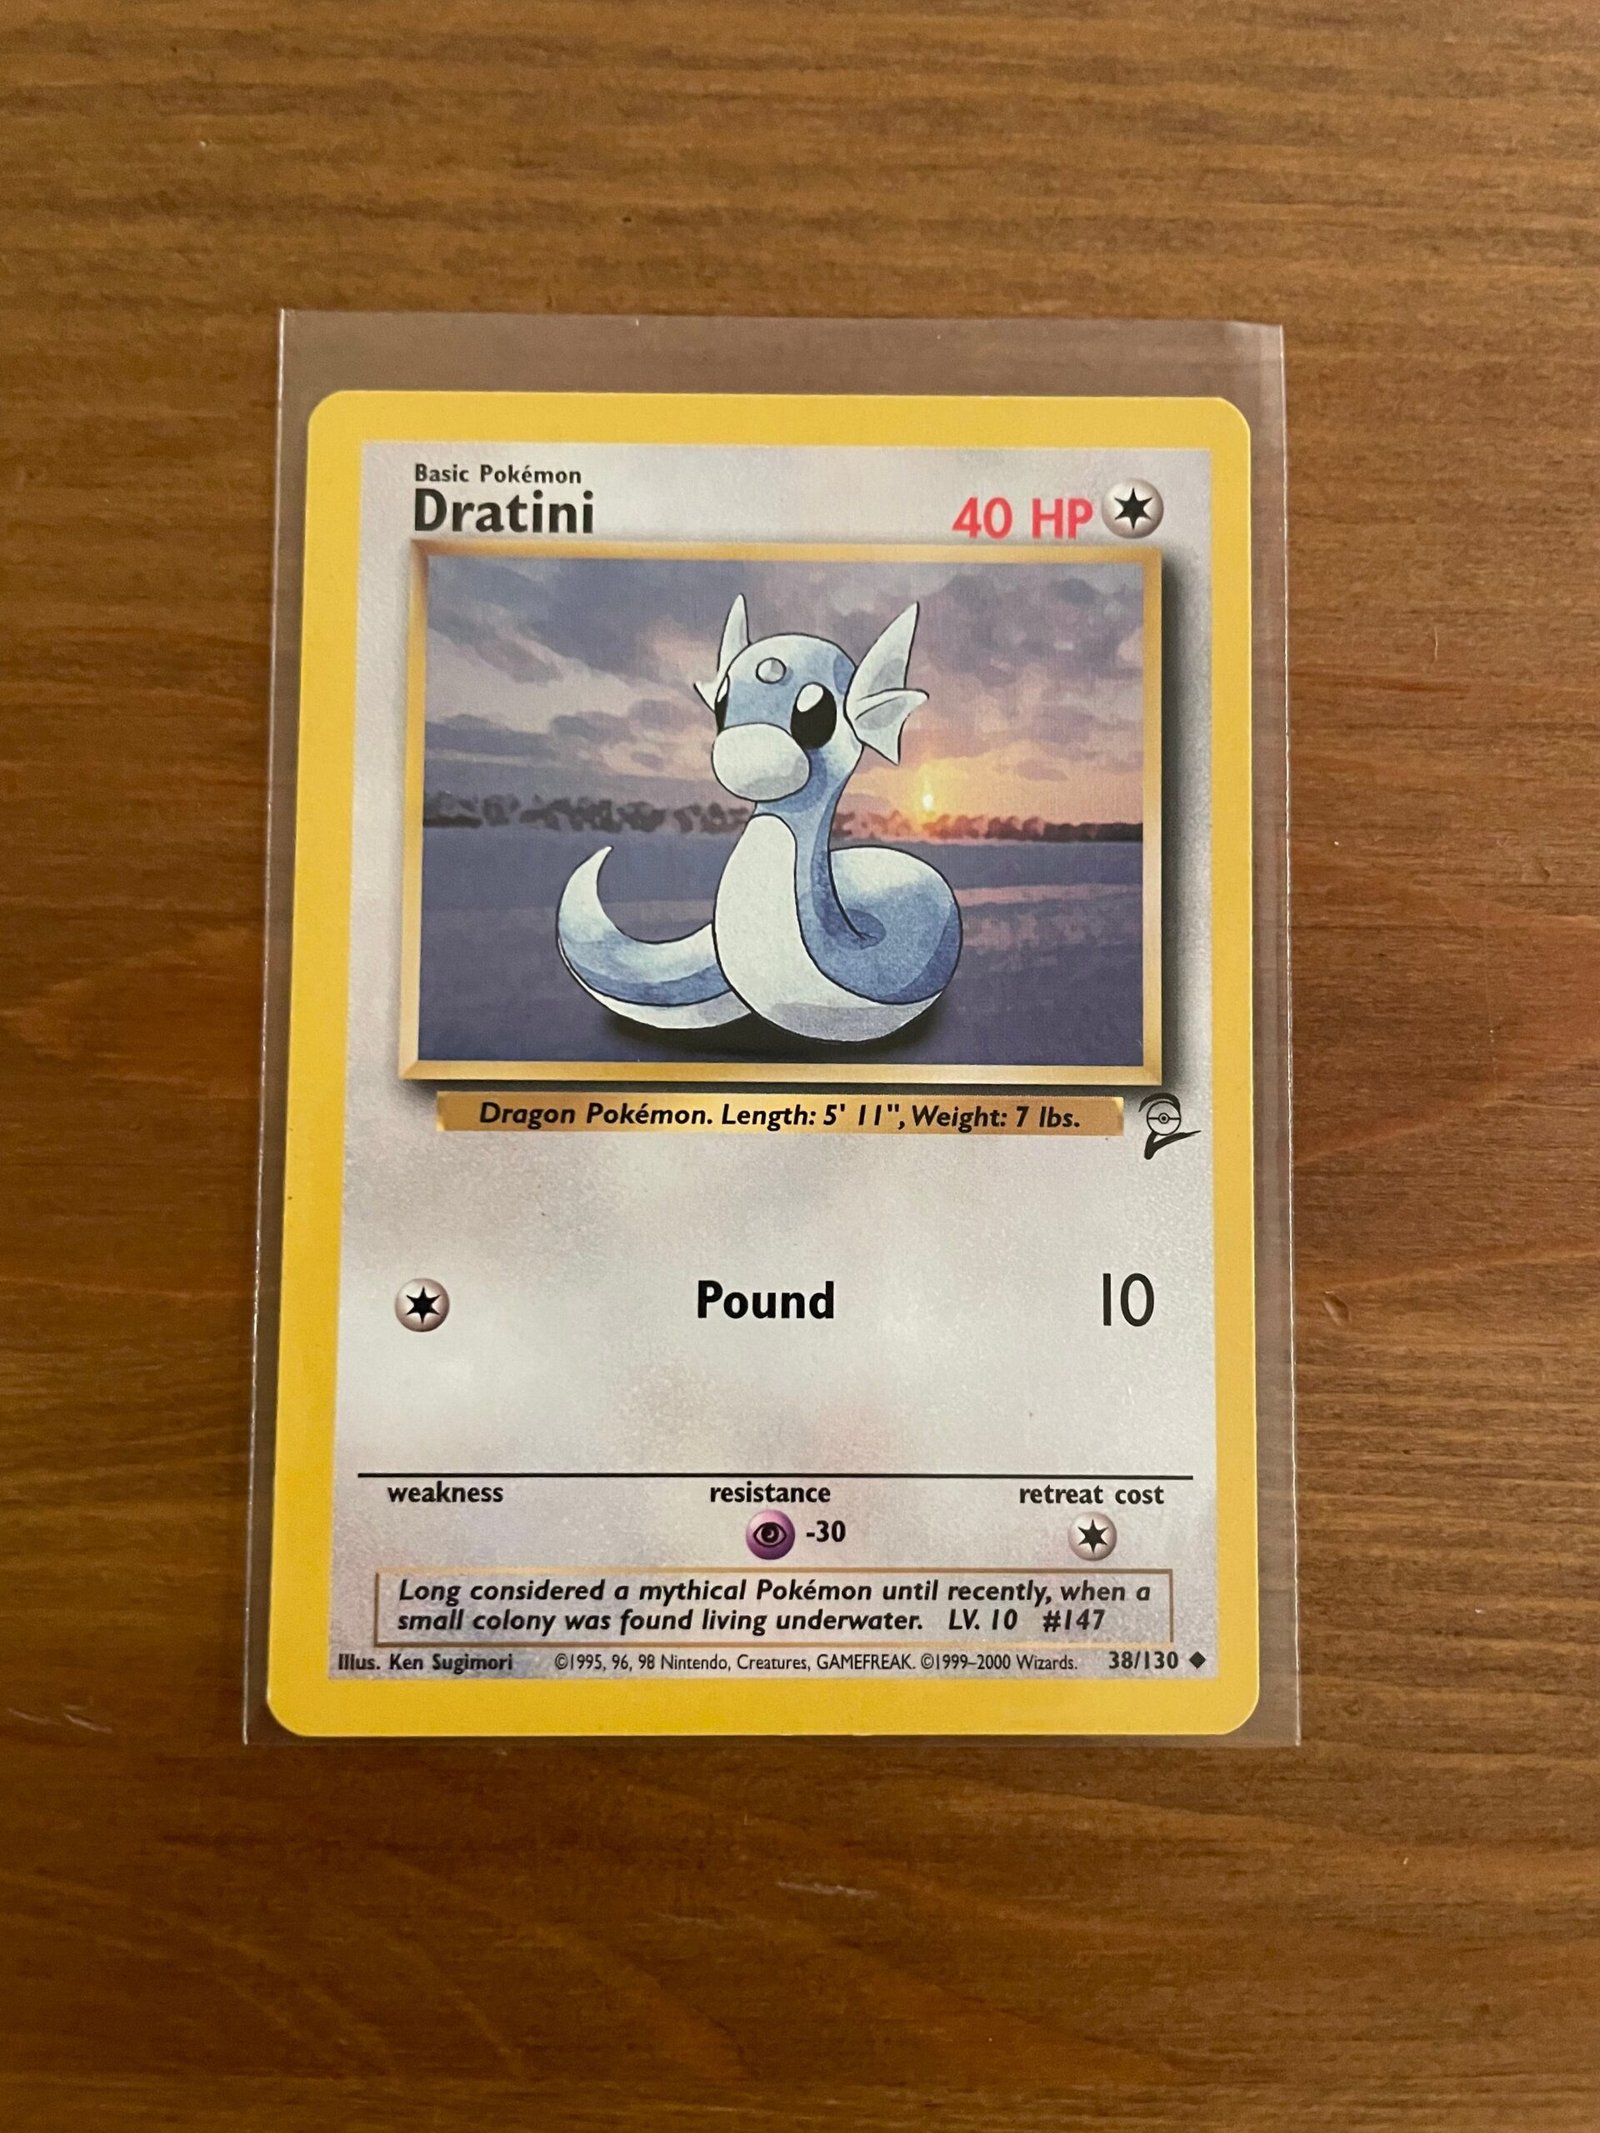 Basic Pokémon
Dratini
40 HP
Dragon Pokémon. Length: 5' 11", Weight: 7 lbs.
Pound 10
weakness resistance retreat cost
-30
Long considered a mythical Pokémon until recently, when a
small colony was found living underwater. LV. 10 #147
Illus. Ken Sugimori ©1995, 96, 98 Nintendo, Creatures, GAMEFREAK. ©1999–2000 Wizards. 38/130